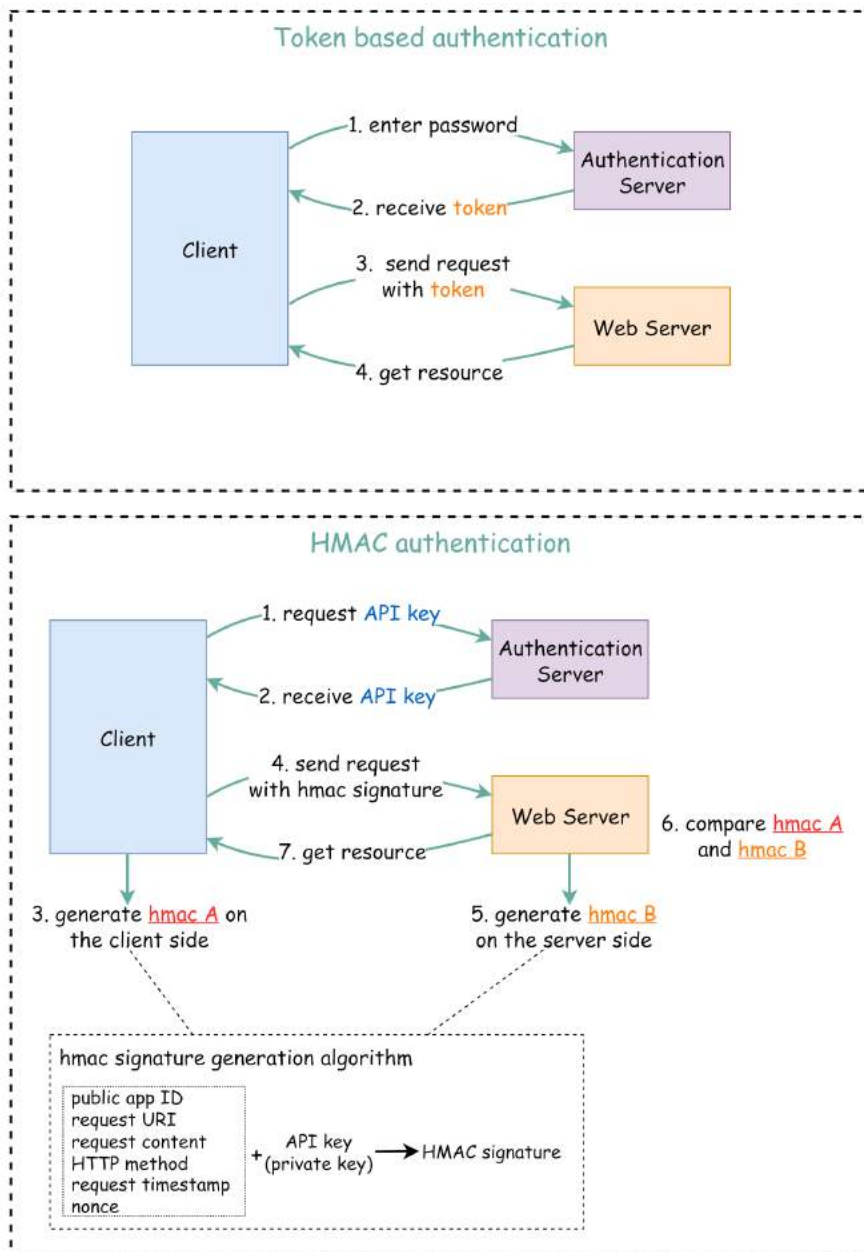 Token based authentication
1. enter password
Authentication
Server
2. receive token
Client
3. send request
with token
Web Server
4. get resource
HMAC authentication
1. request API key
Authentication
Server
2. receive API key
Client
4. send request
with hmac signature
Web Server
6. compare hmac A
and hmac B
7. get resource
3. generate hmac A on
the client side
5. generate hmac B
on the server side
hmac signature generation algorithm
public app ID
request URI
request content
HTTP method
request timestamp
nonce
+ API key
(private key)
HMAC signature